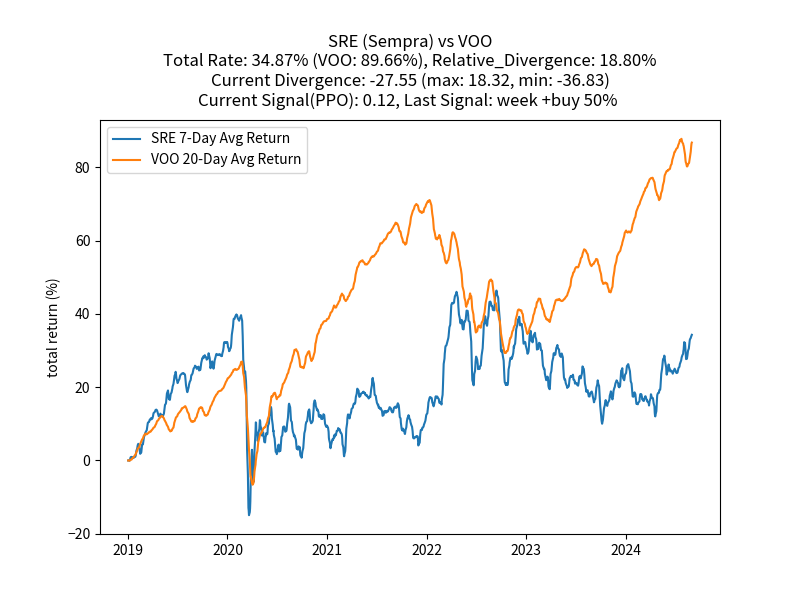 SRE (Sempra) vs VOO
Total Rate: 34.87% (VOO: 89.66%), Relative_Divergence: 18.80%
Current Divergence: -27.55 (max: 18.32, min: -36.83)
Current Signal(PPO): 0.12, Last Signal: week +buy 50%
SRE 7-Day Avg Return
VOO 20-Day Avg Return
total return (%)
80
60
40
20
0
−20
2019 2020 2021 2022 2023 2024